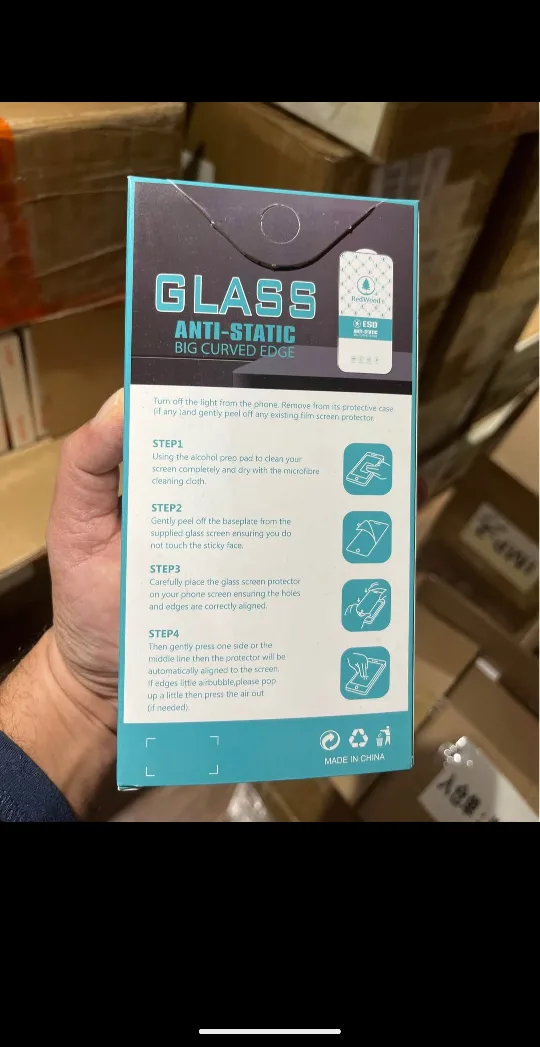 GLASS
ANTI-STATIC
BIG CURVED EDGE
RedWood
ESD
ANTI-STATIC
Turn off the light from the phone. Remove from its protective case
(if any )and gently peel off any existing film screen protector.
STEP1
Using the alcohol prep pad to clean your
screen completely and dry with the microfibre
cleaning cloth.
STEP2
Gently peel off the baseplate from the
supplied glass screen ensuring you do
not touch the sticky face.
STEP3
Carefully place the glass screen protector
on your phone screen ensuring the holes
and edges are correctly aligned.
STEP4
Then gently press one side or the
middle line then the protector will be
automatically aligned to the screen.
If edges little airbubble,please pop
up a little then press the air out
(if needed).
MADE IN CHINA